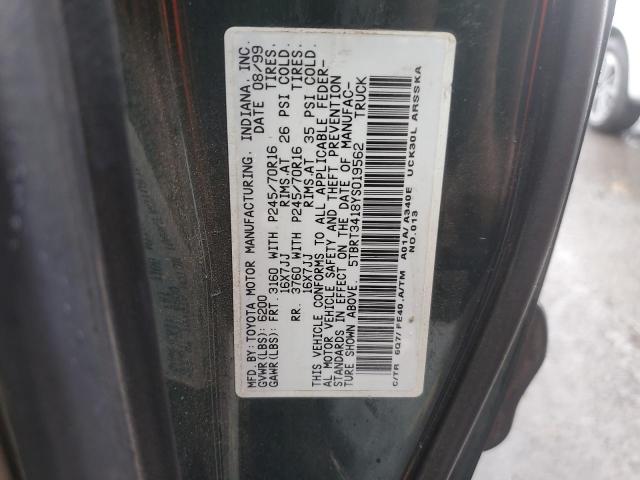 MFD.BY: TOYOTA MOTOR MANUFACTURING, INDIANA, INC.
GVWR(LBS): 6200 DATE 08/99
GAWR(LBS): FRT. 3160 WITH P245/70R16 TIRES.
16X7JJ RIMS.AT 26 PSI COLD.
RR. 3760 WITH P245/70R16 TIRES.
16X7JJ RIMS.AT 35 PSI COLD.
THIS VEHICLE CONFORMS TO ALL APPLICABLE FEDER-
AL MOTOR VEHICLE SAFETY AND THEFT PREVENTION
STANDARDS IN EFFECT ON THE DATE OF MANUFAC-
TURE SHOWN ABOVE. 5TBRT3418YS019562 TRUCK
C/TR 6Q7/ FE40.A/TM A01A/ A340E UCK30L ARSSKA
NO.013